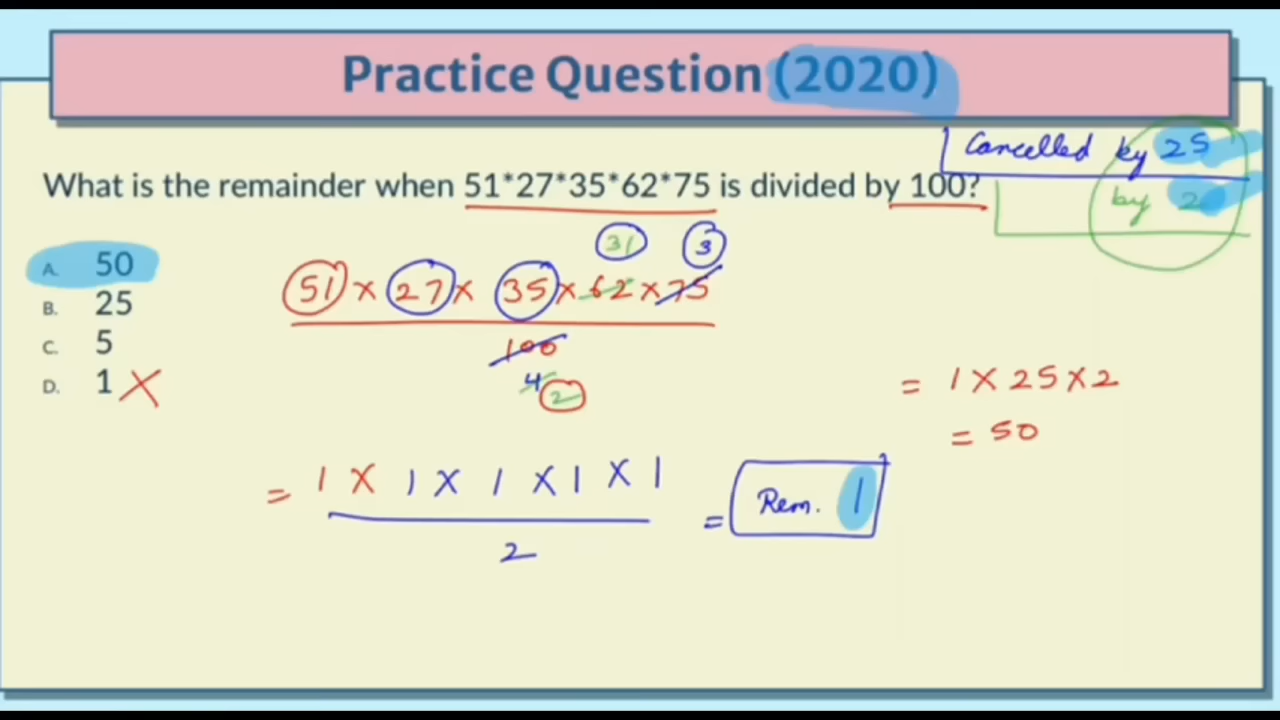 Practice Question (2020)
Cancelled by 25
What is the remainder when 51*27*35*62*75 is divided by 100?
by 2
A. 50
B. 25
C. 5
D. 1 X
31 3
51 X 27 X 35 X 62 X 75
100
4 2
= 1 X 25 X 2
= 50
= 1 X 1 X 1 X 1 X 1
2
= Rem. 1